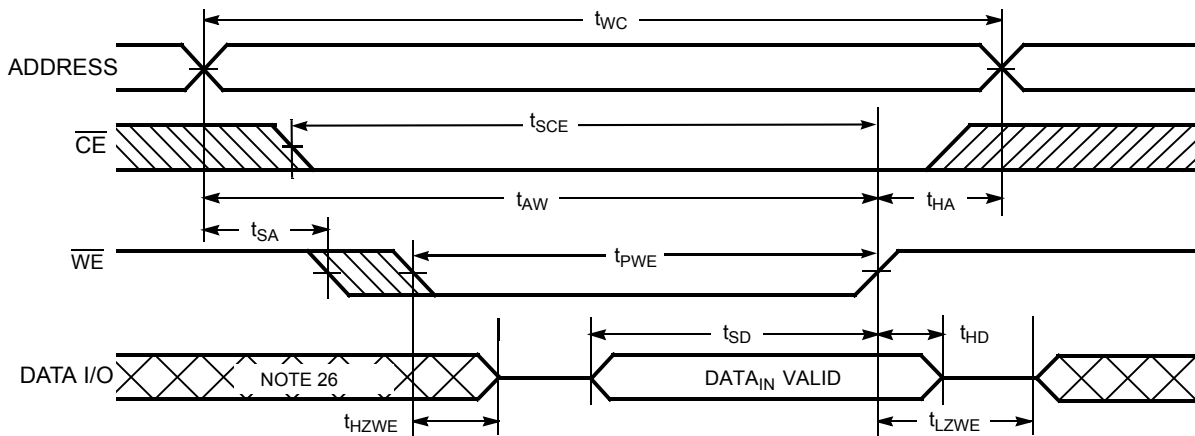 tWC
ADDRESS
CE
tSCE
tAW
tHA
tSA
WE
tPWE
tSD
tHD
DATA I/O
NOTE 26
DATAIN VALID
tHZWE
tLZWE